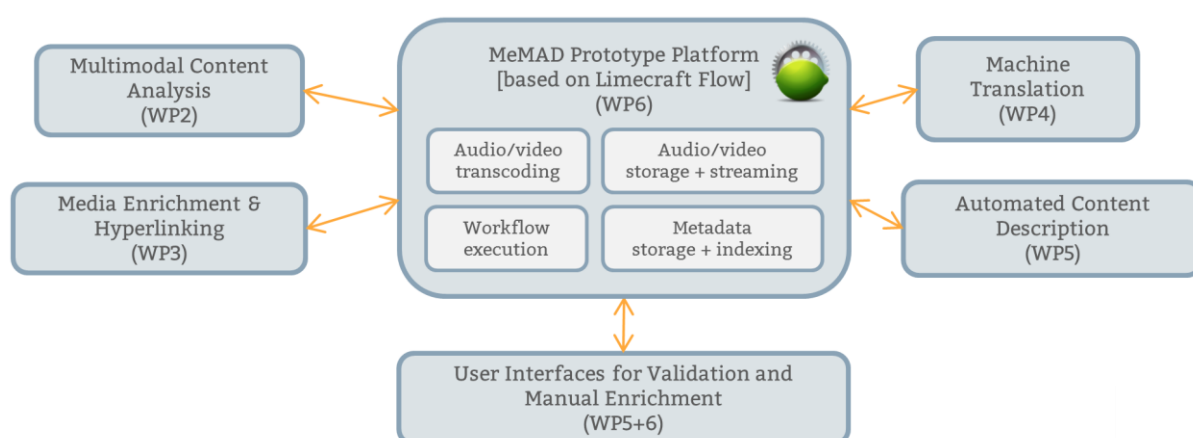 Multimodal Content
Analysis
(WP2)
Media Enrichment &
Hyperlinking
(WP3)
MeMAD Prototype Platform
[based on Limecraft Flow]
(WP6)
Audio/video
transcoding
Audio/video
storage + streaming
Workflow
execution
Metadata
storage + indexing
Machine
Translation
(WP4)
Automated Content
Description
(WP5)
User Interfaces for Validation and
Manual Enrichment
(WP5+6)